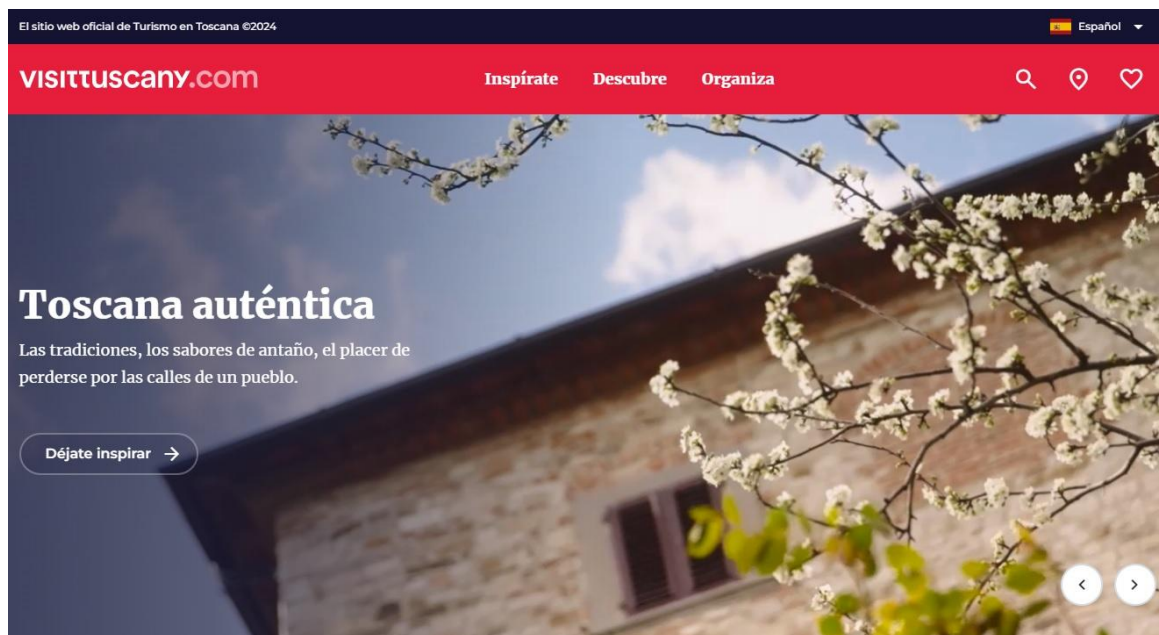 El sitio web oficial de Turismo en Toscana ©2024
Español
VISITTUSCANY.COM
Inspírate
Descubre
Organiza
Toscana auténtica
Las tradiciones, los sabores de antaño, el placer de
perderse por las calles de un pueblo.
Déjate inspirar